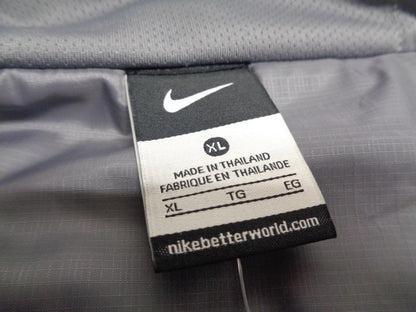 XL
MADE IN THAILAND
FABRIQUE EN THAILANDE
XL TG EG
nikebetterworld.com